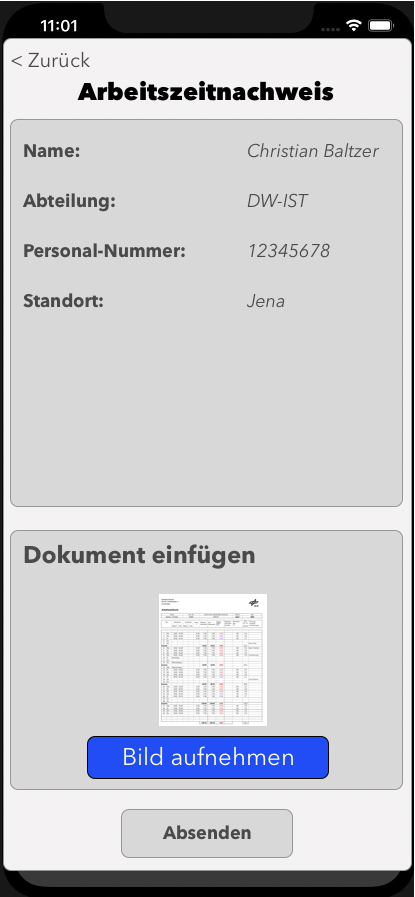 11:01
< Zurück
Arbeitszeitnachweis
Name: Christian Baltzer
Abteilung: DW-IST
Personal-Nummer: 12345678
Standort: Jena
Dokument einfügen
Bild aufnehmen
Absenden